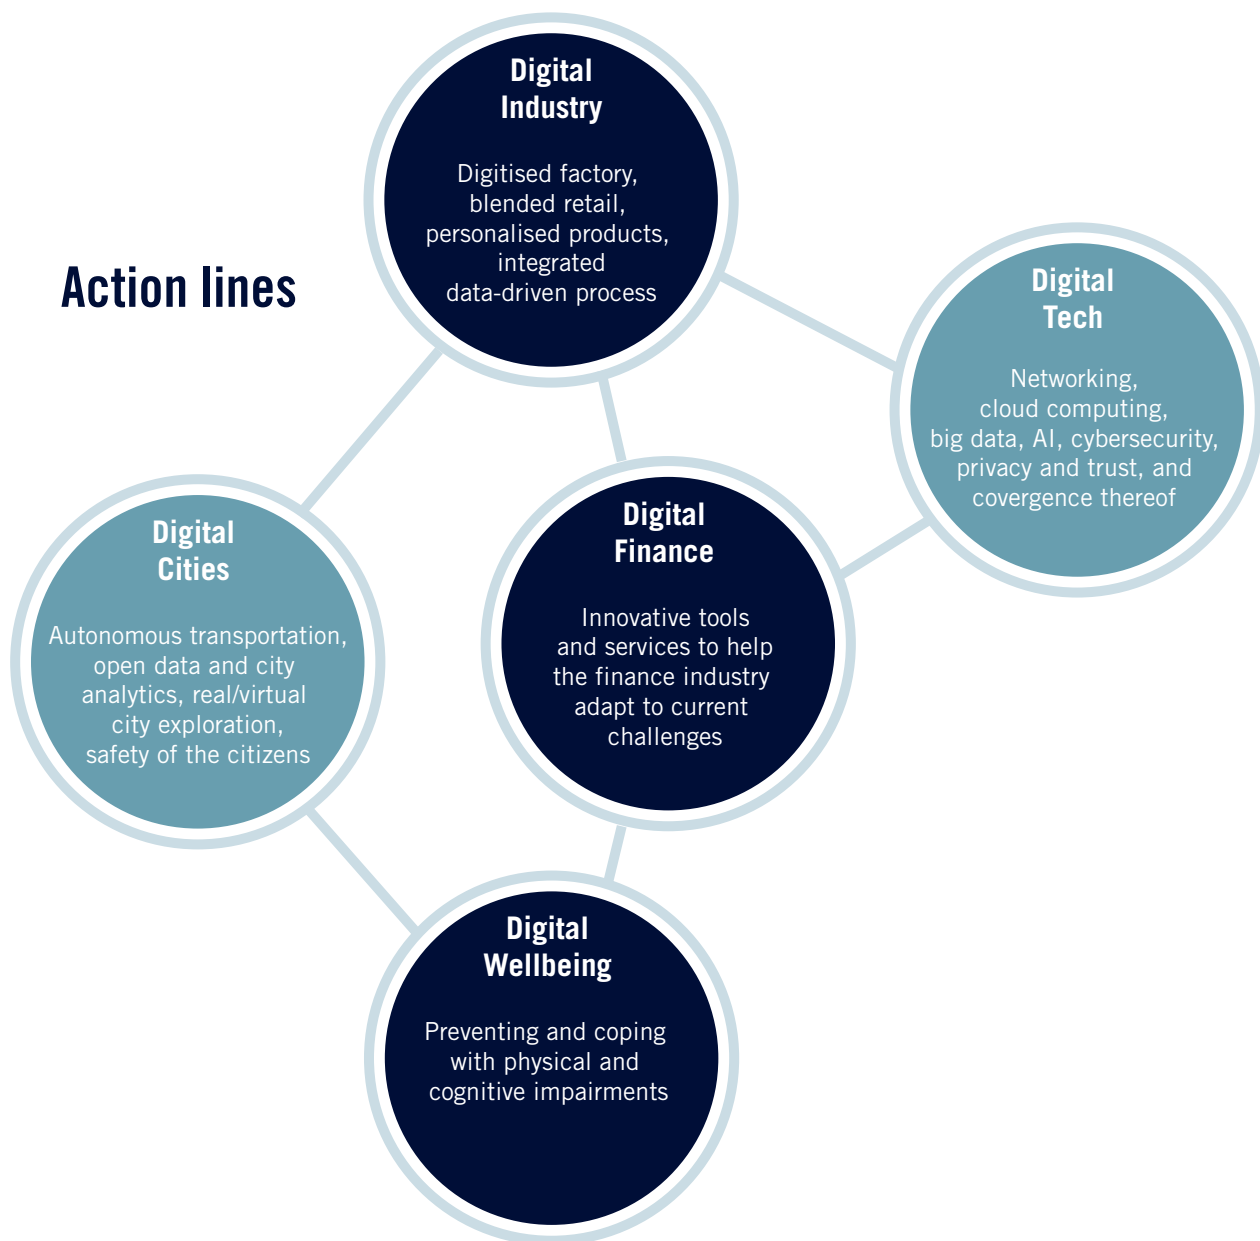 Action lines
Digital
Industry
Digitised factory,
blended retail,
personalised products,
integrated
data-driven process
Digital
Tech
Networking,
cloud computing,
big data, AI, cybersecurity,
privacy and trust, and
covergence thereof
Digital
Cities
Autonomous transportation,
open data and city
analytics, real/virtual
city exploration,
safety of the citizens
Digital
Finance
Innovative tools
and services to help
the finance industry
adapt to current
challenges
Digital
Wellbeing
Preventing and coping
with physical and
cognitive impairments